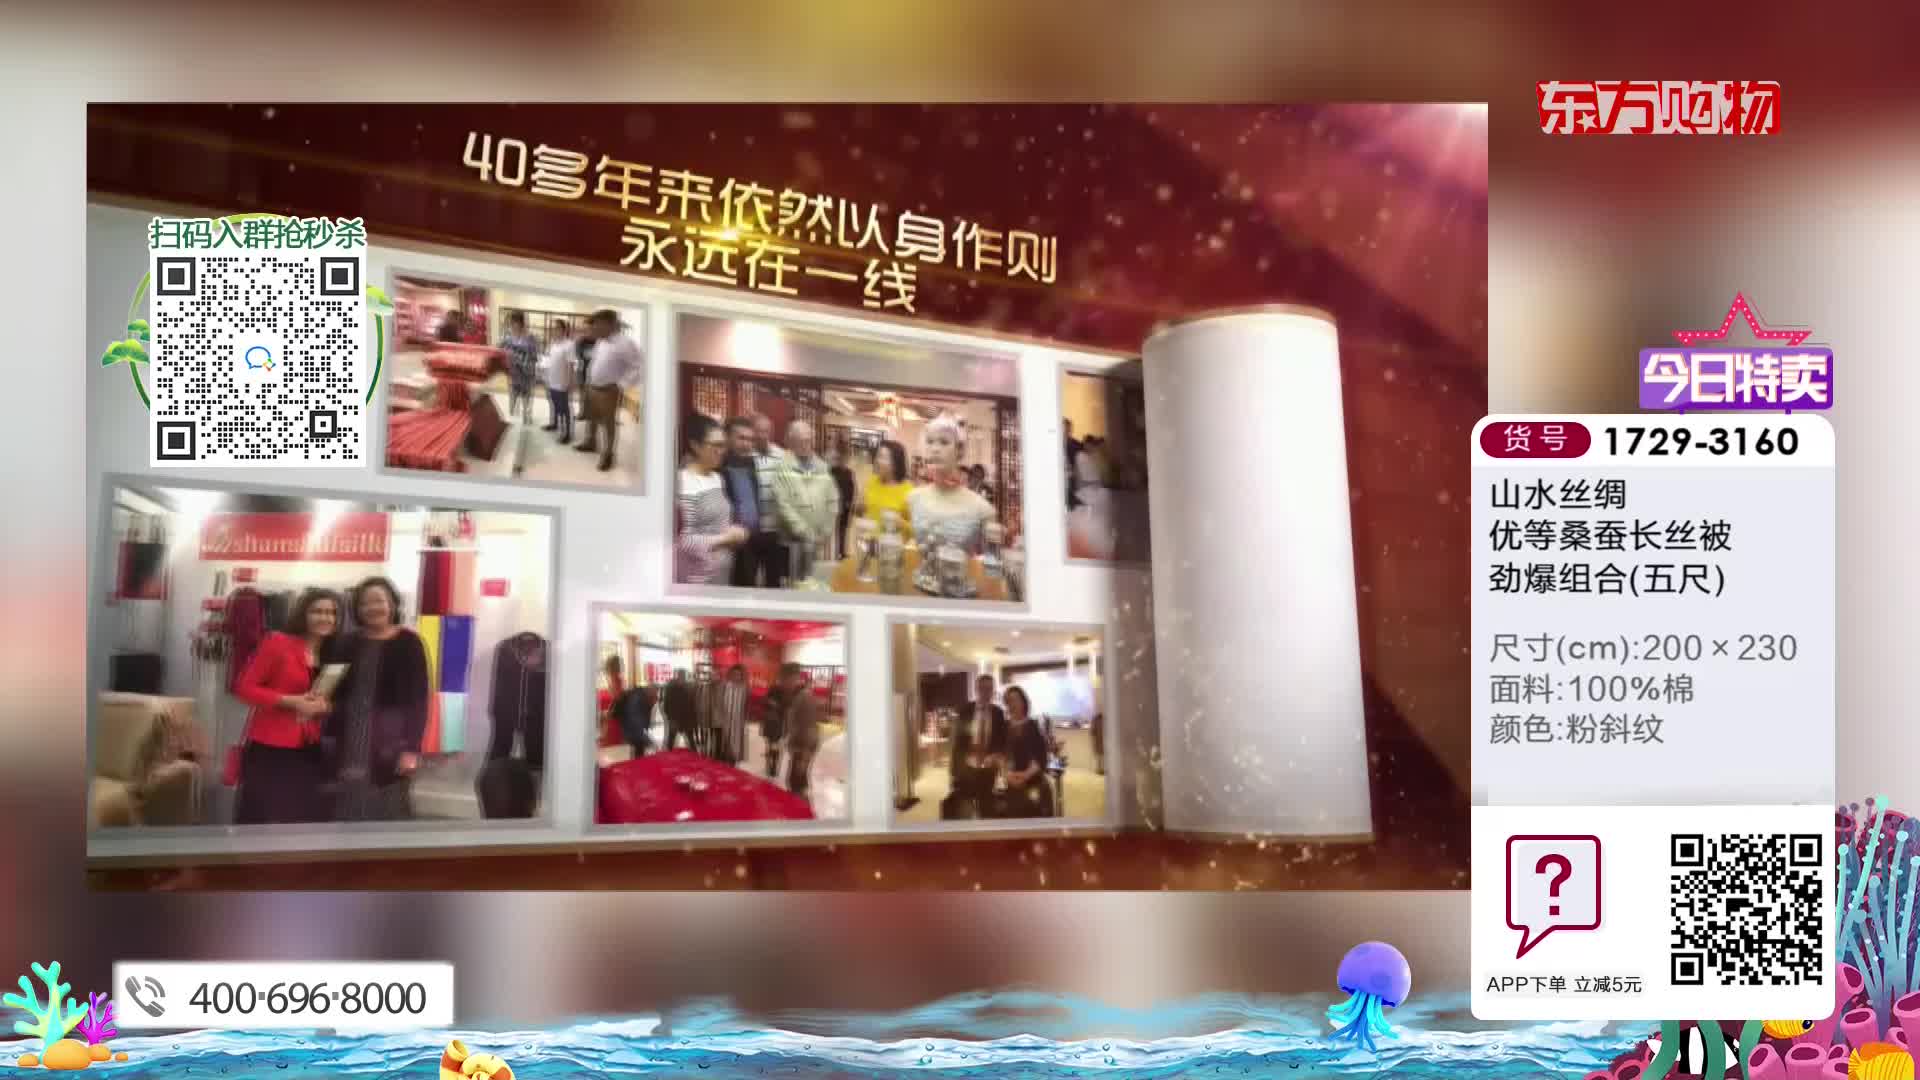 东方购物
40多年来依然以身作则
永远在一线
扫码入群抢秒杀
shanshuisilk
今日特卖
货号 1729-3160
山水丝绸
优等桑蚕长丝被
劲爆组合(五尺)
尺寸(cm):200×230
面料:100%棉
颜色:粉斜纹
?
APP下单 立减5元
400·696·8000